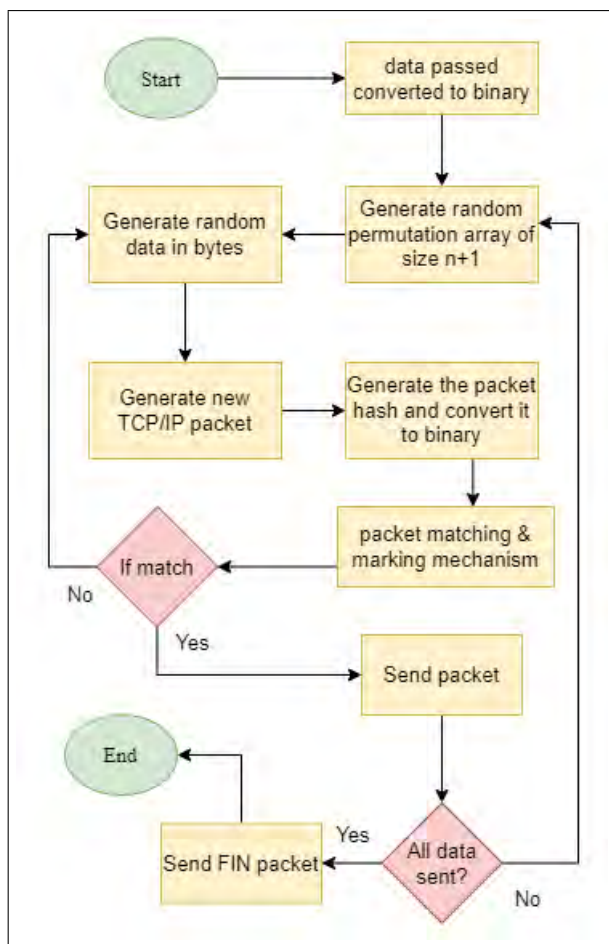 Start
data passed
converted to binary
Generate random
data in bytes
Generate random
permutation array of
size n+1
Generate new
TCP/IP packet
Generate the packet
hash and convert it
to binary
packet matching &
marking mechanism
If match
No
Yes
Send packet
End
Send FIN packet
Yes
All data
sent?
No